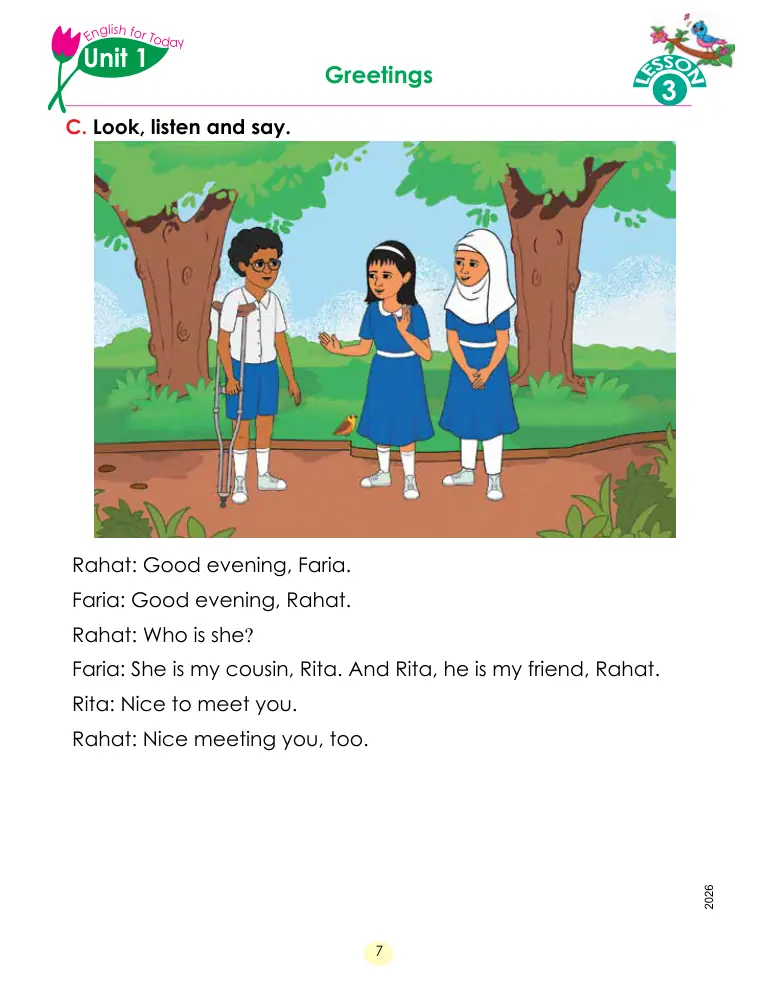 English for Today
Unit 1
Greetings
LESSON
3
C. Look, listen and say.
Rahat: Good evening, Faria.
Faria: Good evening, Rahat.
Rahat: Who is she?
Faria: She is my cousin, Rita. And Rita, he is my friend, Rahat.
Rita: Nice to meet you.
Rahat: Nice meeting you, too.
2026
7